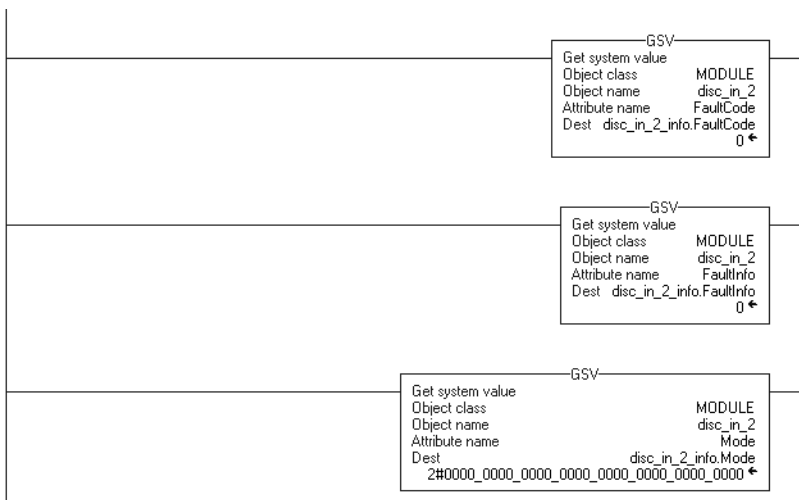 GSV
Get system value
Object class MODULE
Object name disc_in_2
Attribute name FaultCode
Dest disc_in_2_info.FaultCode
0
GSV
Get system value
Object class MODULE
Object name disc_in_2
Attribute name FaultInfo
Dest disc_in_2_info.FaultInfo
0
GSV
Get system value
Object class MODULE
Object name disc_in_2
Attribute name Mode
Dest disc_in_2_info.Mode
2#0000_0000_0000_0000_0000_0000_0000_0000